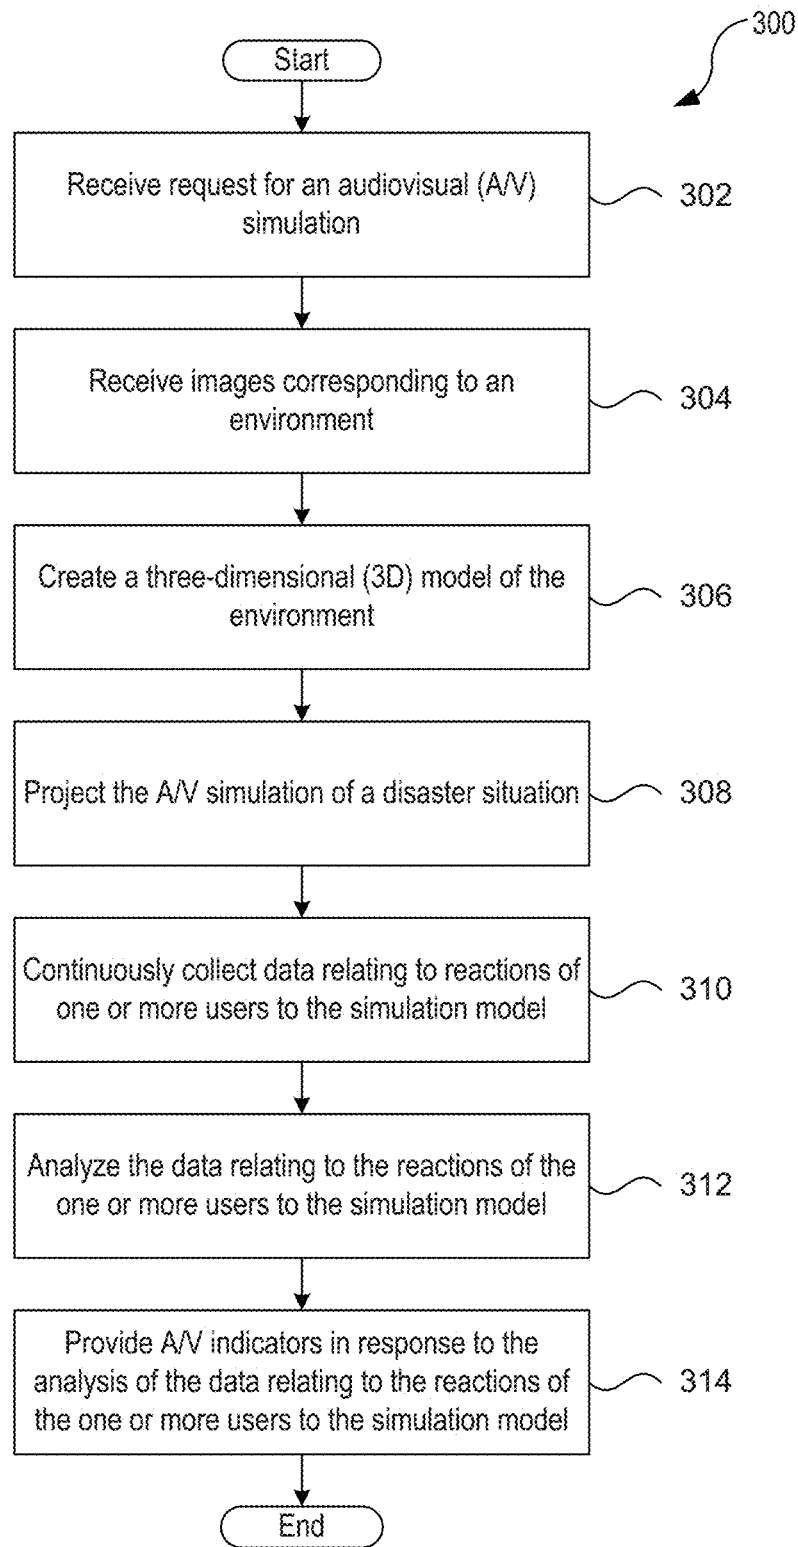 300
Start
Receive request for an audiovisual (A/V)
simulation
302
Receive images corresponding to an
environment
304
Create a three-dimensional (3D) model of the
environment
306
Project the A/V simulation of a disaster situation
308
Continuously collect data relating to reactions of
one or more users to the simulation model
310
Analyze the data relating to the reactions of the
one or more users to the simulation model
312
Provide A/V indicators in response to the
analysis of the data relating to the reactions of
the one or more users to the simulation model
314
End